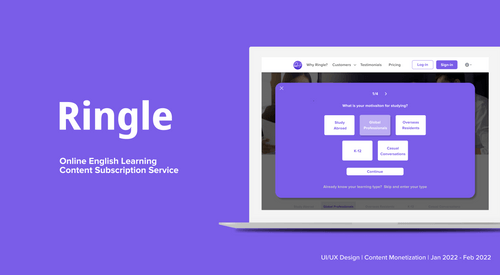 Ringle
Online English Learning
Content Subscription Service
Why Ringle?
Customers
Testimonials
Pricing
Log in
Sign in
1/4
What is your motivation for studying?
Study
Abroad
Global
Professionals
Overseas
Residents
K-12
Casual
Conversations
Continue
Already know your learning type? Skip and enter your type
UI/UX Design | Content Monetization | Jan 2022 - Feb 2022